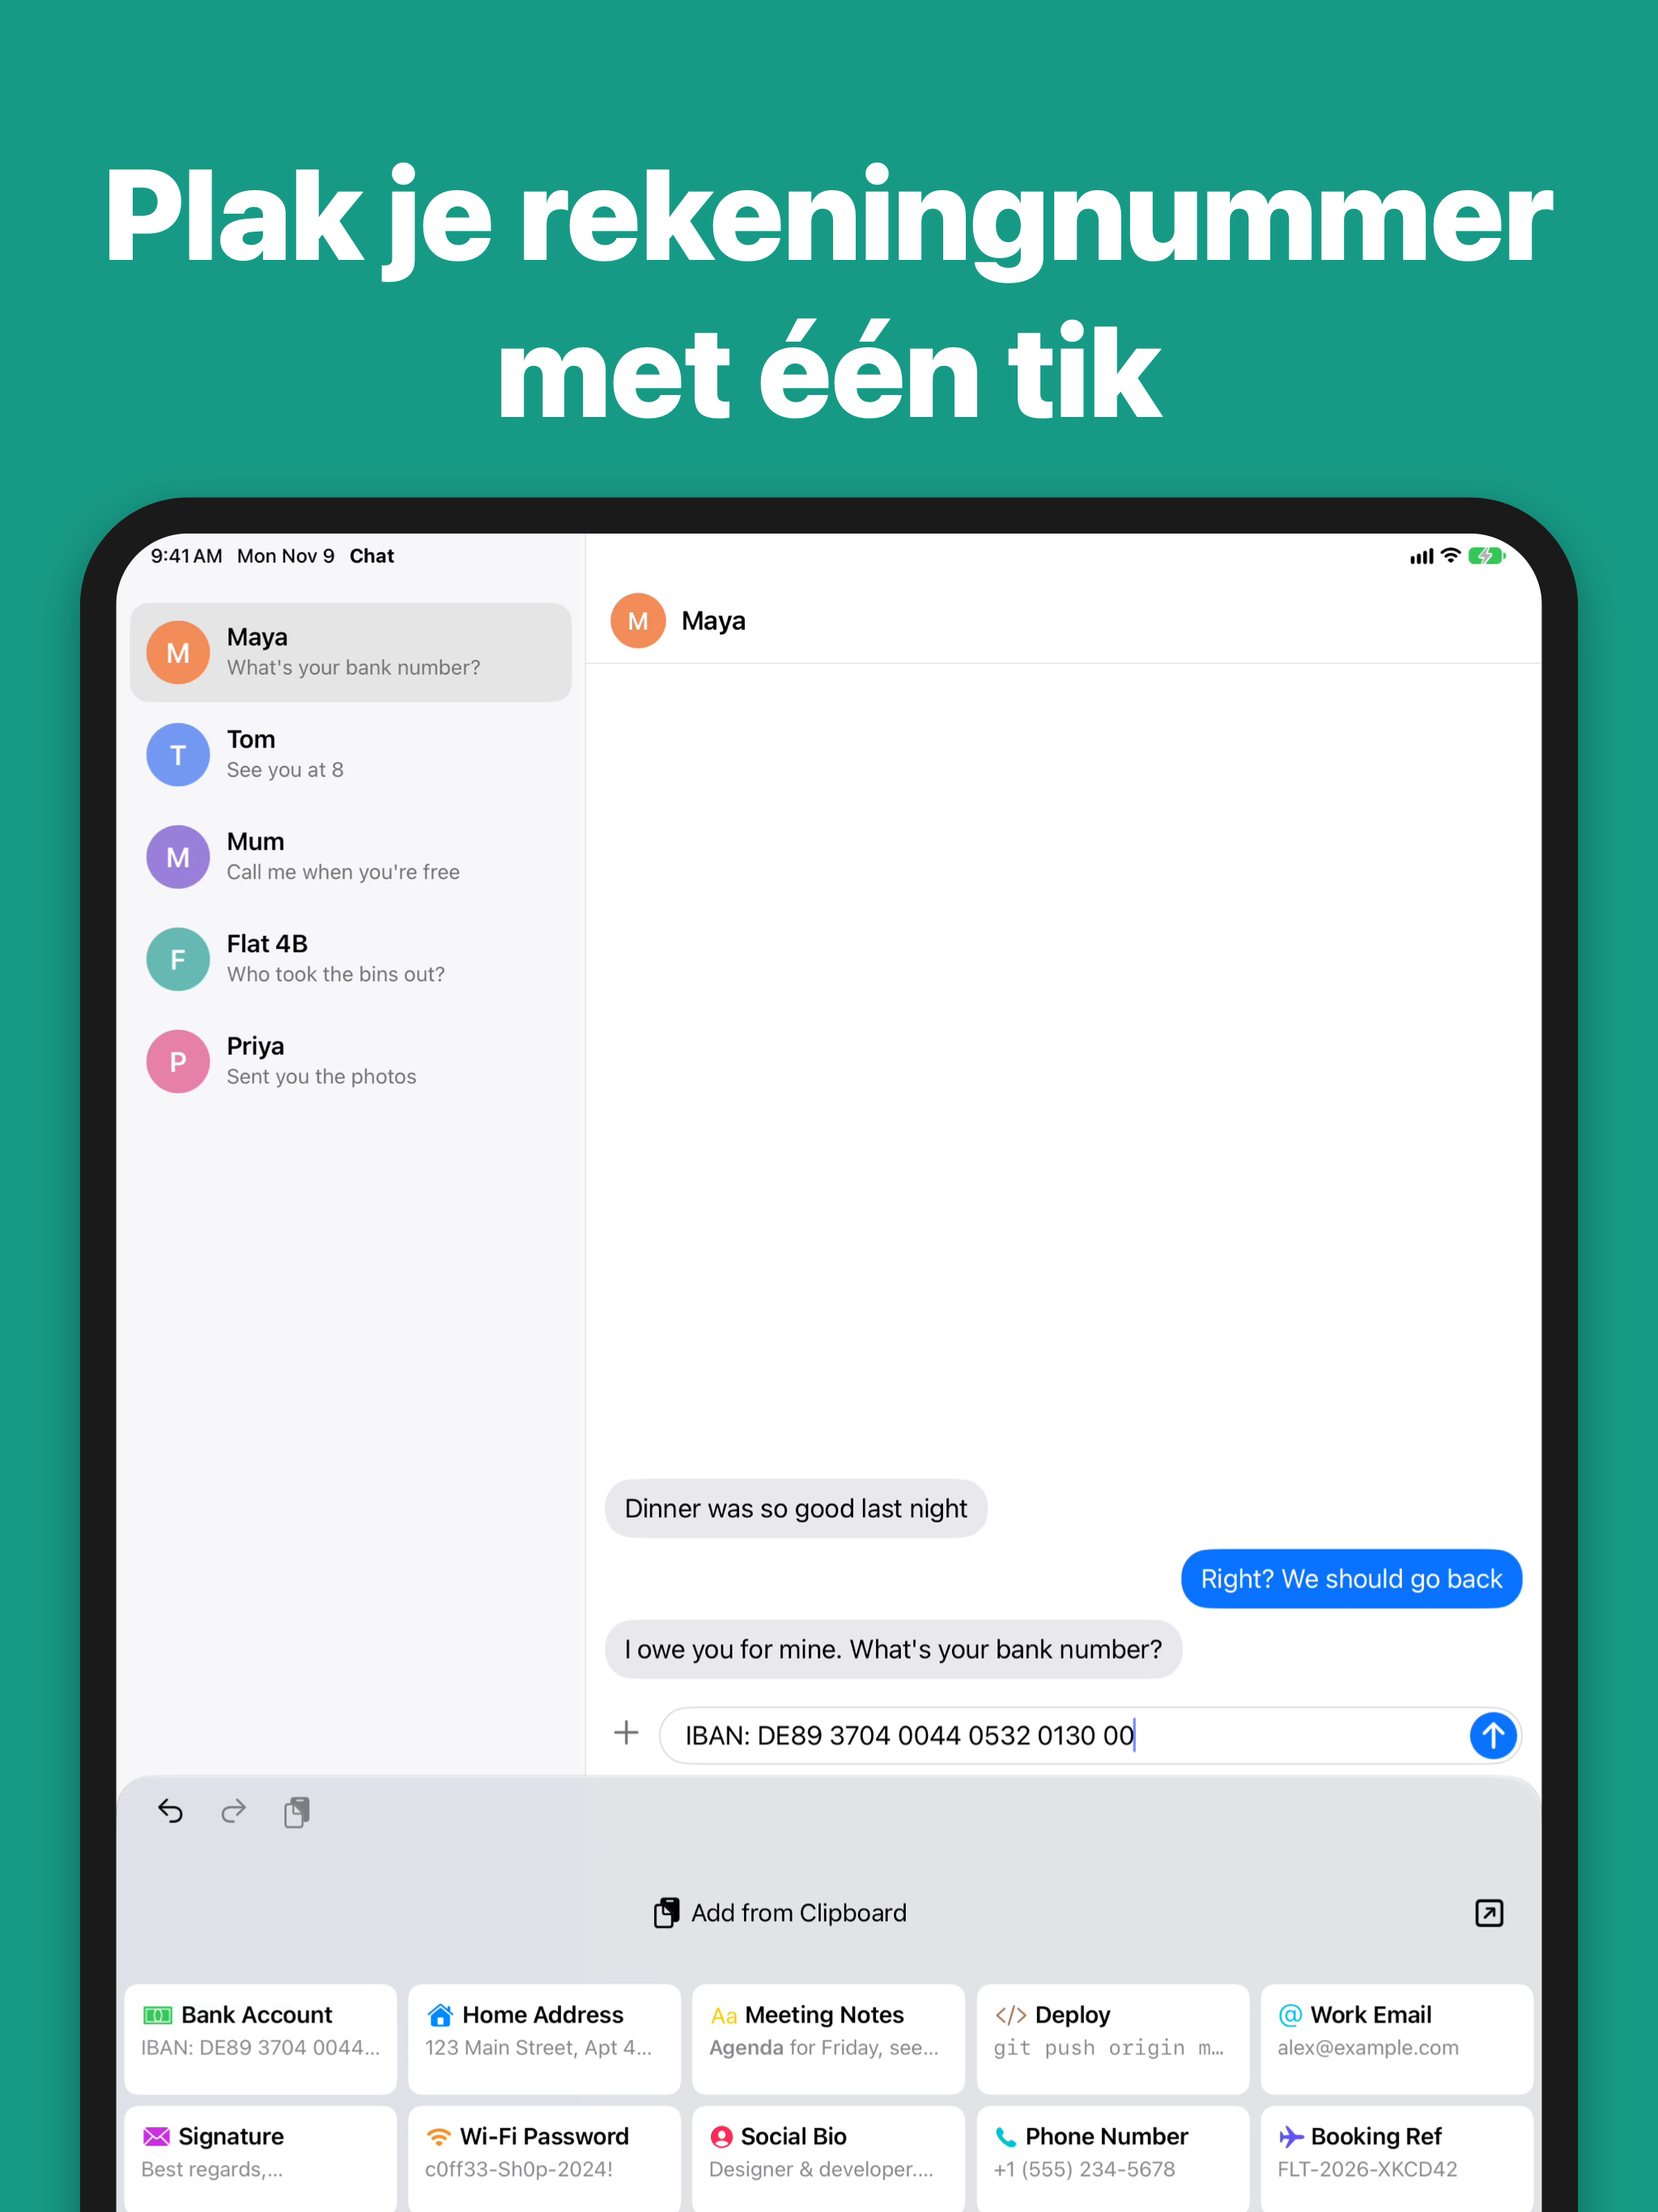 Plak je rekeningnummer
met één tik
9:41 AM Mon Nov 9 Chat
Maya
What's your bank number?
Tom
See you at 8
Mum
Call me when you're free
Flat 4B
Who took the bins out?
Priya
Sent you the photos
M
T
M
F
P
M Maya
Dinner was so good last night
Right? We should go back
I owe you for mine. What's your bank number?
IBAN: DE89 3704 0044 0532 0130 00
Add from Clipboard
Bank Account
IBAN: DE89 3704 0044...
Home Address
123 Main Street, Apt 4...
Aa Meeting Notes
Agenda for Friday, see...
</> Deploy
git push origin m...
@ Work Email
alex@example.com
Signature
Best regards,...
Wi-Fi Password
c0ff33-Sh0p-2024!
Social Bio
Designer & developer....
Phone Number
+1 (555) 234-5678
Booking Ref
FLT-2026-XKCD42